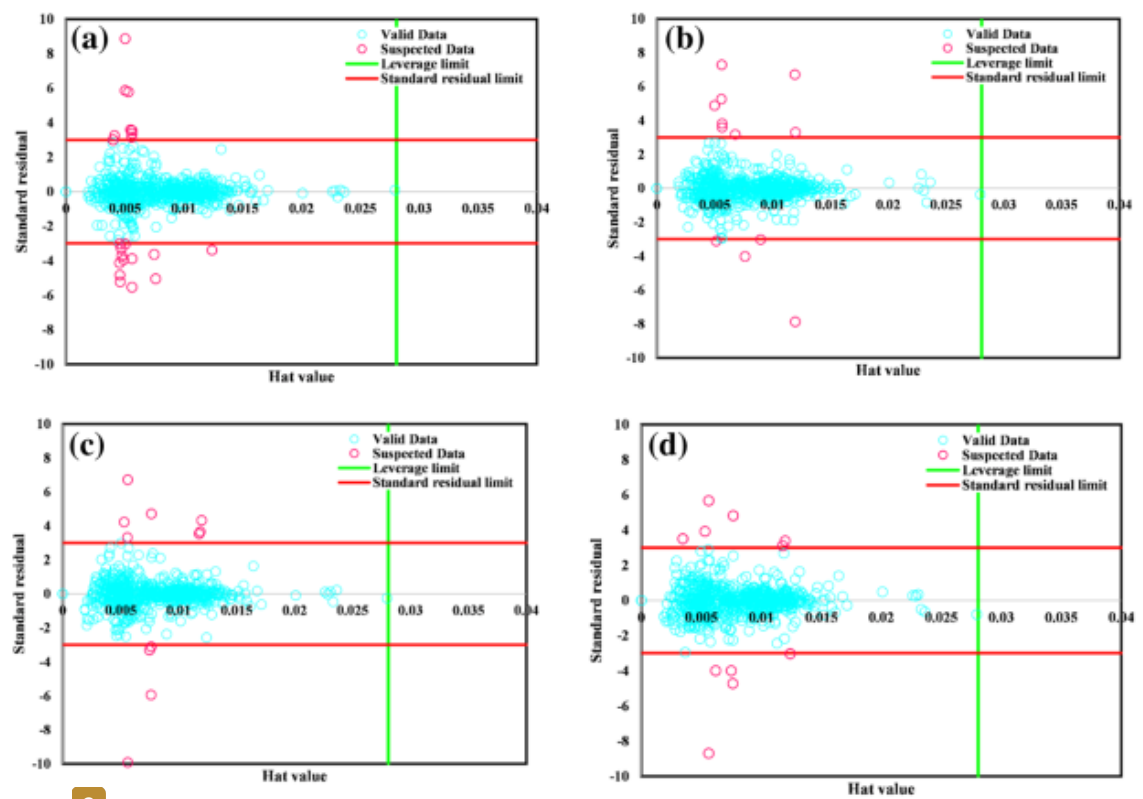 (a)
Valid Data
Suspected Data
Leverage limit
Standard residual limit
10
8
6
4
2
0
-2
-4
-6
-8
-10
0 0.005 0.01 0.015 0.02 0.025 0.03 0.035 0.04
Standard residual
Hat value
(b)
Valid Data
Suspected Data
Leverage limit
Standard residual limit
10
8
6
4
2
0
-2
-4
-6
-8
-10
0 0.005 0.01 0.015 0.02 0.025 0.03 0.035 0.04
Standard residual
Hat value
(c)
Valid Data
Suspected Data
Leverage limit
Standard residual limit
10
8
6
4
2
0
-2
-4
-6
-8
-10
0 0.005 0.01 0.015 0.02 0.025 0.03 0.035 0.04
Standard residual
Hat value
(d)
Valid Data
Suspected Data
Leverage limit
Standard residual limit
10
8
6
4
2
0
-2
-4
-6
-8
-10
0 0.005 0.01 0.015 0.02 0.025 0.03 0.035 0.04
Standard residual
Hat value